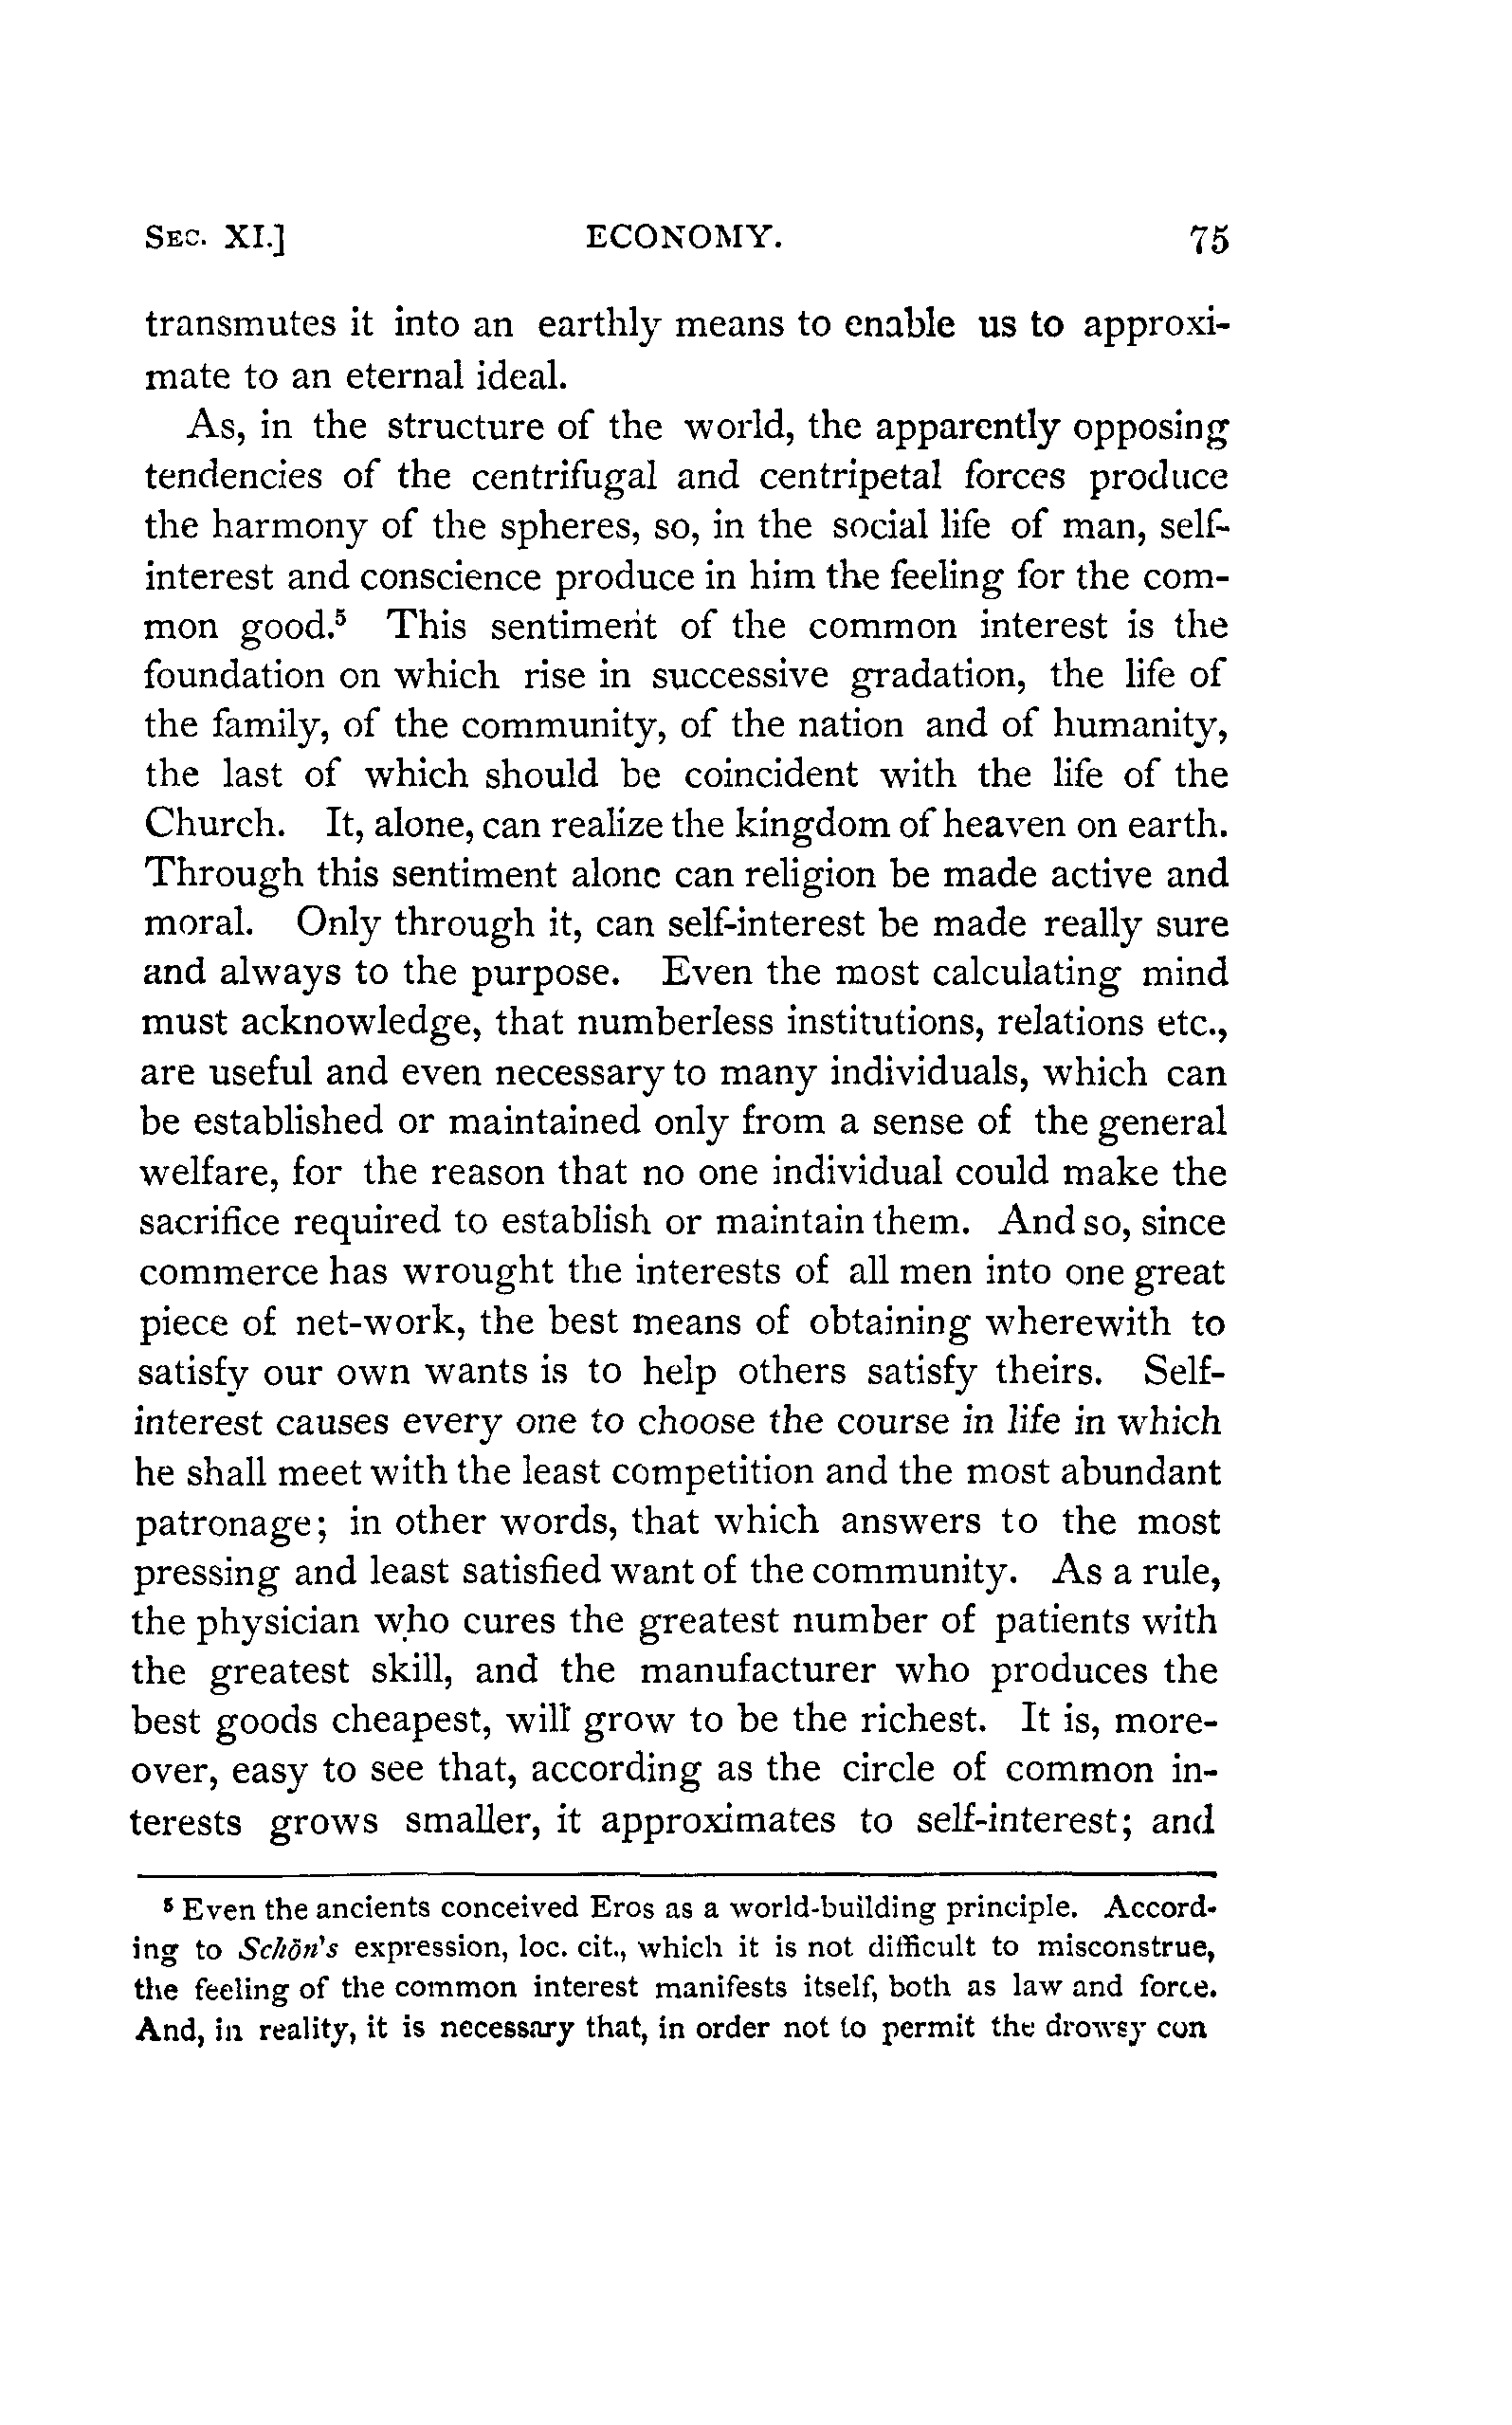 SEC. XI.] ECONOMY. 75
transmutes it into an earthly means to enable us to approxi-
mate to an eternal ideal.
As, in the structure of the world, the apparently opposing
tendencies of the centrifugal and centripetal forces produce
the harmony of the spheres, so, in the social life of man, self-
interest and conscience produce in him the feeling for the com-
mon good.⁵ This sentiment of the common interest is the
foundation on which rise in successive gradation, the life of
the family, of the community, of the nation and of humanity,
the last of which should be coincident with the life of the
Church. It, alone, can realize the kingdom of heaven on earth.
Through this sentiment alone can religion be made active and
moral. Only through it, can self-interest be made really sure
and always to the purpose. Even the most calculating mind
must acknowledge, that numberless institutions, relations etc.,
are useful and even necessary to many individuals, which can
be established or maintained only from a sense of the general
welfare, for the reason that no one individual could make the
sacrifice required to establish or maintain them. And so, since
commerce has wrought the interests of all men into one great
piece of net-work, the best means of obtaining wherewith to
satisfy our own wants is to help others satisfy theirs. Self-
interest causes every one to choose the course in life in which
he shall meet with the least competition and the most abundant
patronage; in other words, that which answers to the most
pressing and least satisfied want of the community. As a rule,
the physician who cures the greatest number of patients with
the greatest skill, and the manufacturer who produces the
best goods cheapest, will grow to be the richest. It is, more-
over, easy to see that, according as the circle of common in-
terests grows smaller, it approximates to self-interest; and
⁵ Even the ancients conceived Eros as a world-building principle. Accord-
ing to Schön's expression, loc. cit., which it is not difficult to misconstrue,
the feeling of the common interest manifests itself, both as law and force.
And, in reality, it is necessary that, in order not to permit the drowsy con